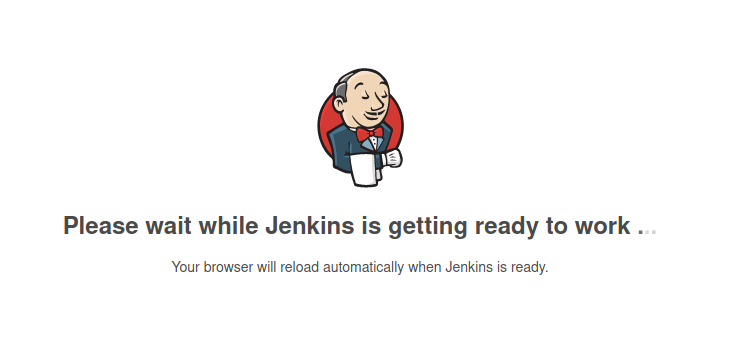 Please wait while Jenkins is getting ready to work ...
Your browser will reload automatically when Jenkins is ready.